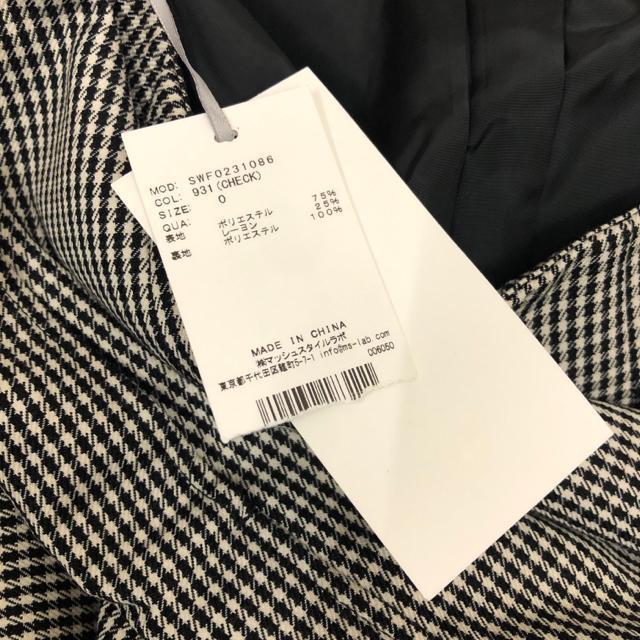 MOD: SWF0231086
COL: 931(CHECK)
SIZE: 0
QUA:
表地 ポリエステル 75%
レーヨン 25%
裏地 ポリエステル 100%
MADE IN CHINA
㈱マッシュスタイルラボ
東京都千代田区麹町5-7-1 info@ms-lab.com
006050